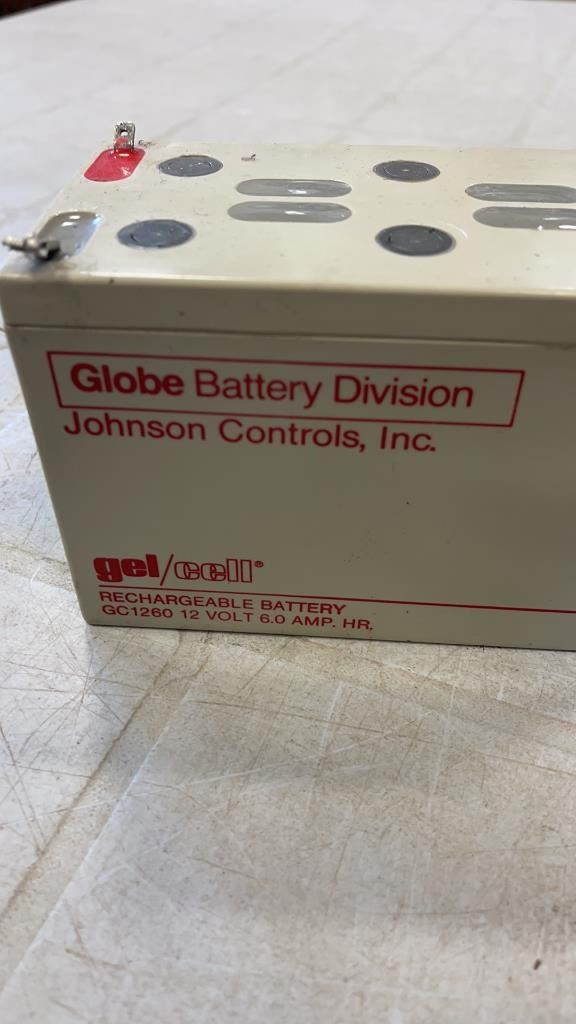 Globe Battery Division
Johnson Controls, Inc.
gel/cell®
RECHARGEABLE BATTERY
GC1260 12 VOLT 6.0 AMP. HR.